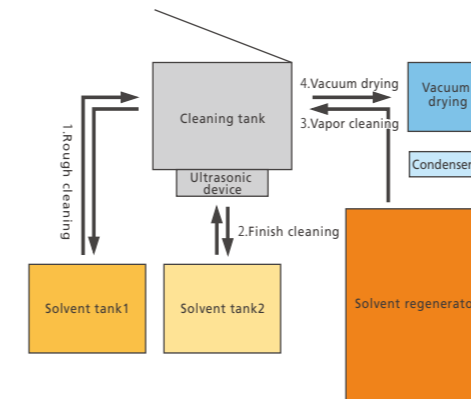 4.Vacuum drying
Vacuum
drying
Cleaning tank
3.Vapor cleaning
1.Rough cleaning
Condenser
Ultrasonic
device
2.Finish cleaning
Solvent tank1
Solvent tank2
Solvent regenerato